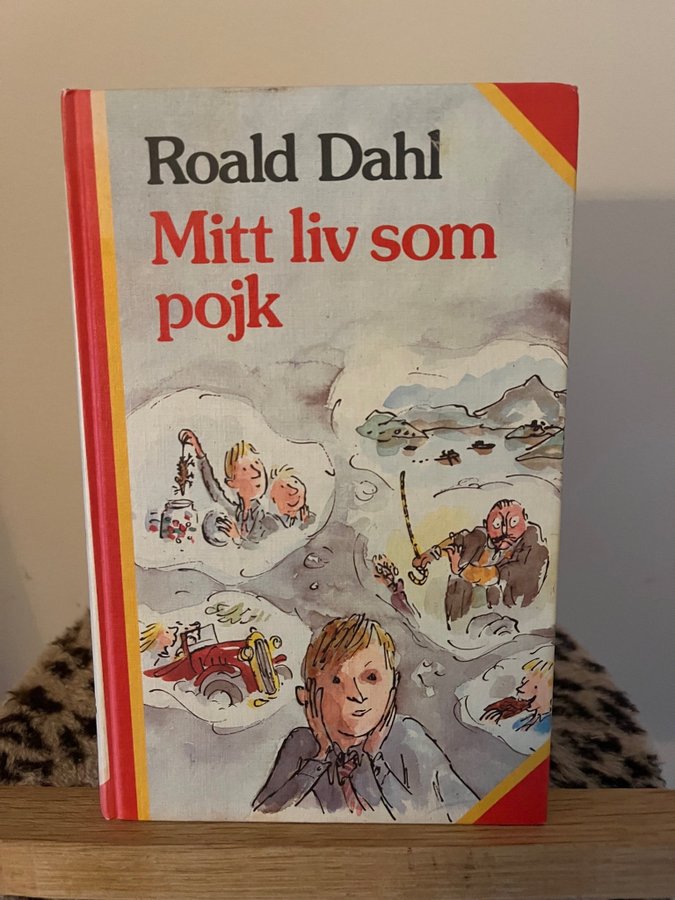 Roald Dahl
Mitt liv som
pojk